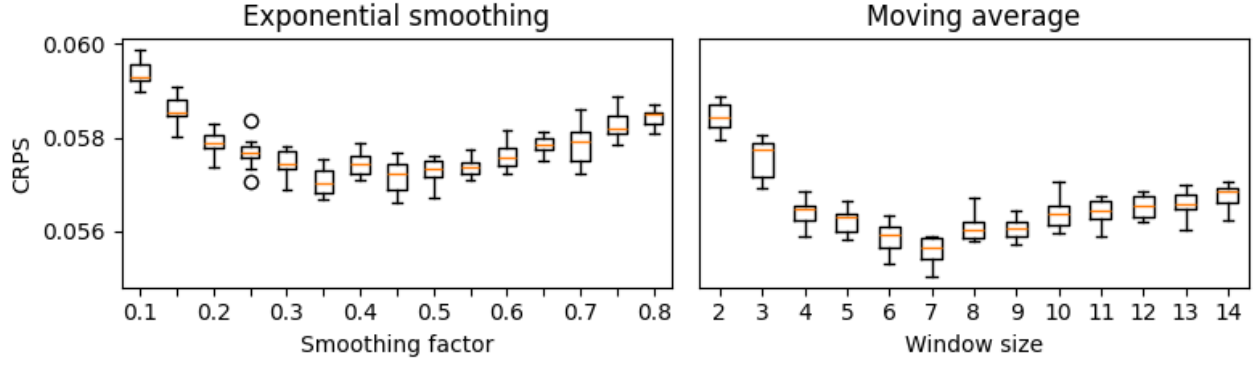 Exponential smoothing
Moving average
0.060
0.058
0.056
CRPS
0.1 0.2 0.3 0.4 0.5 0.6 0.7 0.8
2 3 4 5 6 7 8 9 10 11 12 13 14
Smoothing factor
Window size